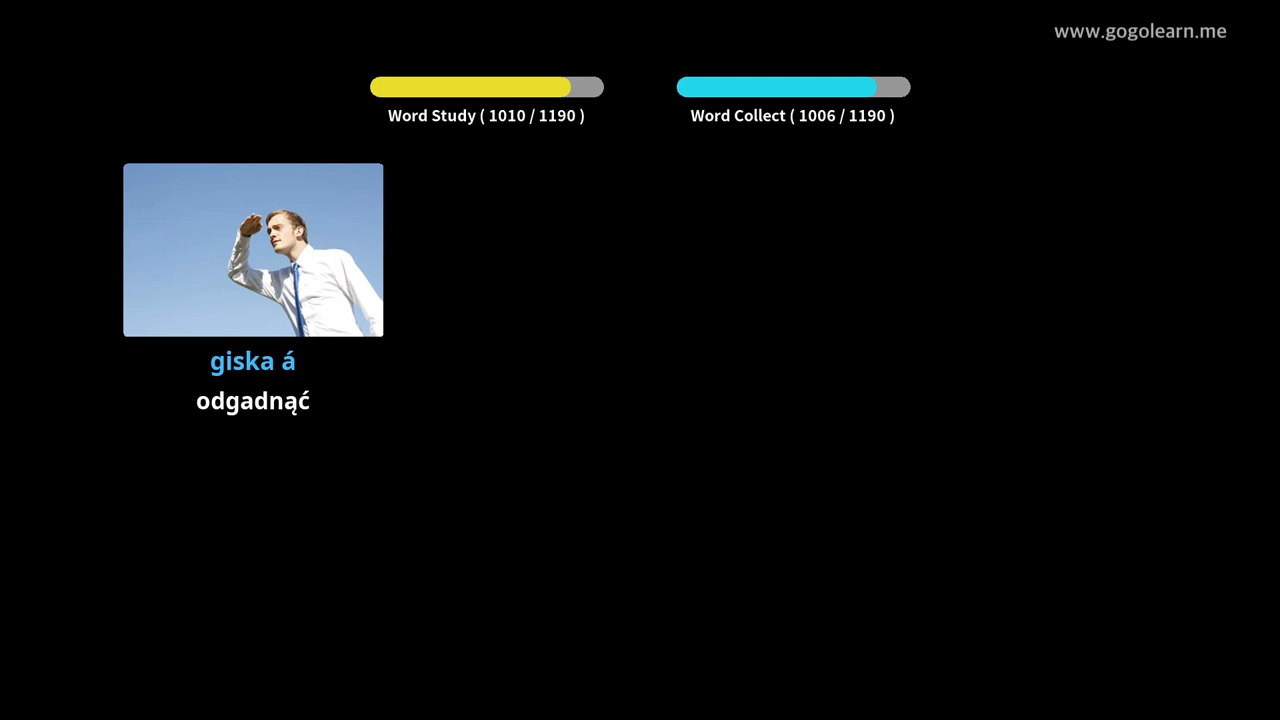 www.gogolearn.me
Word Study ( 1010 / 1190 )
Word Collect ( 1006 / 1190 )
giska á
odgadnąć